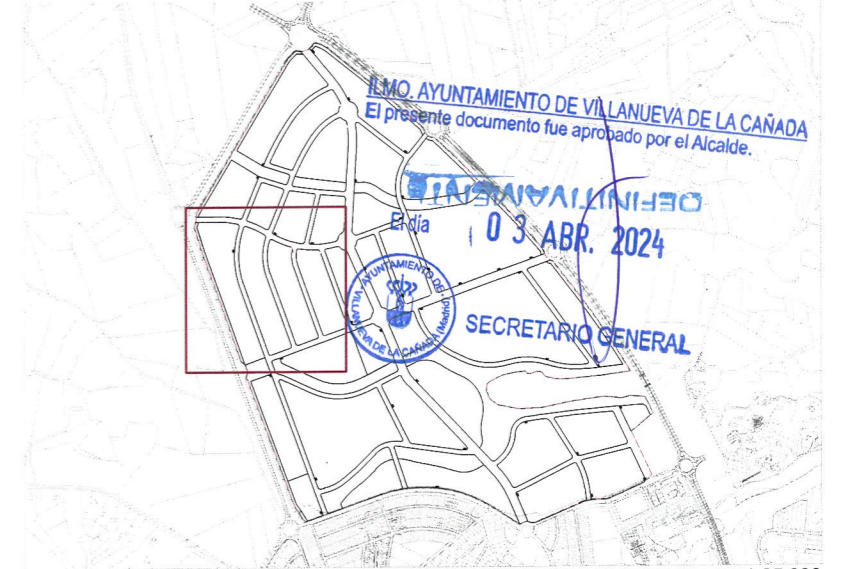 ILMO. AYUNTAMIENTO DE VILLANUEVA DE LA CAÑADA
El presente documento fue aprobado por el Alcalde.
DEFINITIVAMENTE
El día 03 ABR. 2024
AYUNTAMIENTO DE VILLANUEVA DE LA CAÑADA (Madrid)
SECRETARIO GENERAL